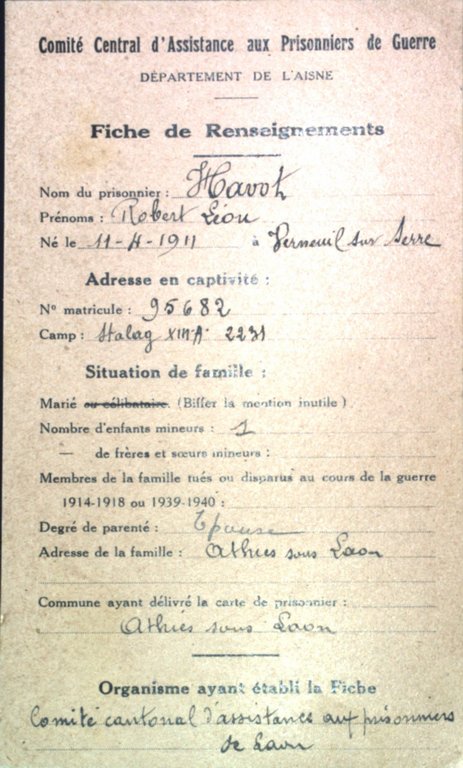 Comité Central d'Assistance aux Prisonniers de Guerre
DÉPARTEMENT DE L'AISNE
Fiche de Renseignements
Nom du prisonnier : Havot
Prénoms : Robert Léon
Né le 11-4-1911 à Verneuil sur Serre
Adresse en captivité :
N° matricule : 95682
Camp : Stalag XIII.A. 2231
Situation de famille :
Marié ou célibataire. (Biffer la mention inutile)
Nombre d'enfants mineurs : 1
— de frères et sœurs mineurs :
Membres de la famille tués ou disparus au cours de la guerre
1914-1918 ou 1939-1940 :
Degré de parenté : Epouse
Adresse de la famille : Athies sous Laon
Commune ayant délivré la carte de prisonnier :
Athies sous Laon
Organisme ayant établi la Fiche
Comité cantonal d'assistance aux prisonniers
de Laon